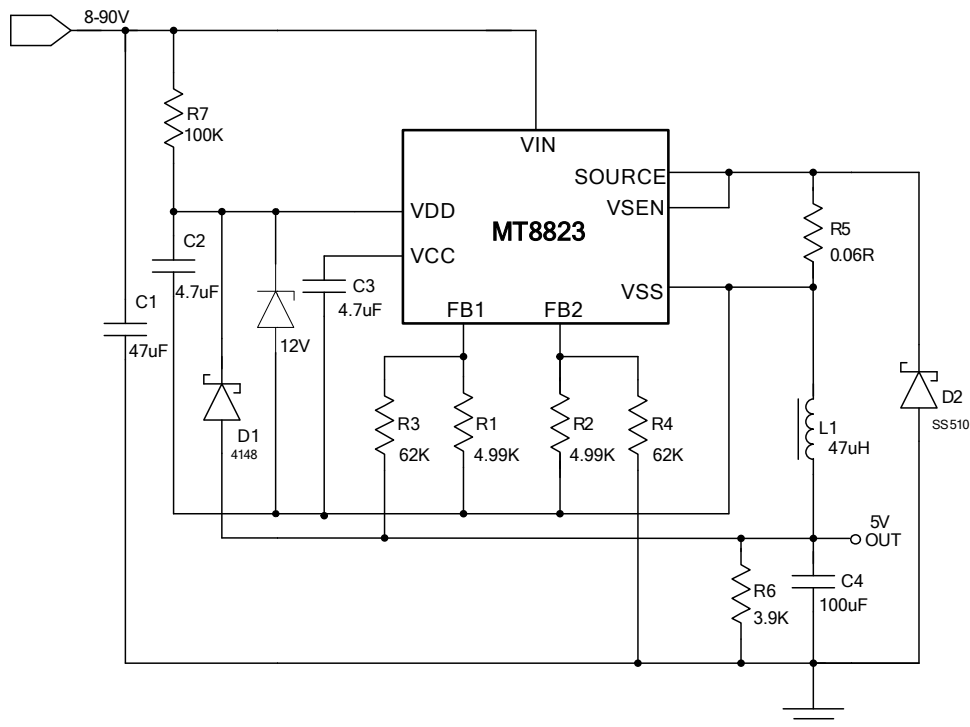 8-90V
R7
100K
VIN
SOURCE
VSEN
VDD
MT8823
VCC
VSS
FB1
FB2
R5
0.06R
C2
4.7uF
C3
4.7uF
C1
47uF
12V
D1
4148
R3
62K
R1
4.99K
R2
4.99K
R4
62K
L1
47uH
D2
SS510
5V
OUT
R6
3.9K
C4
100uF